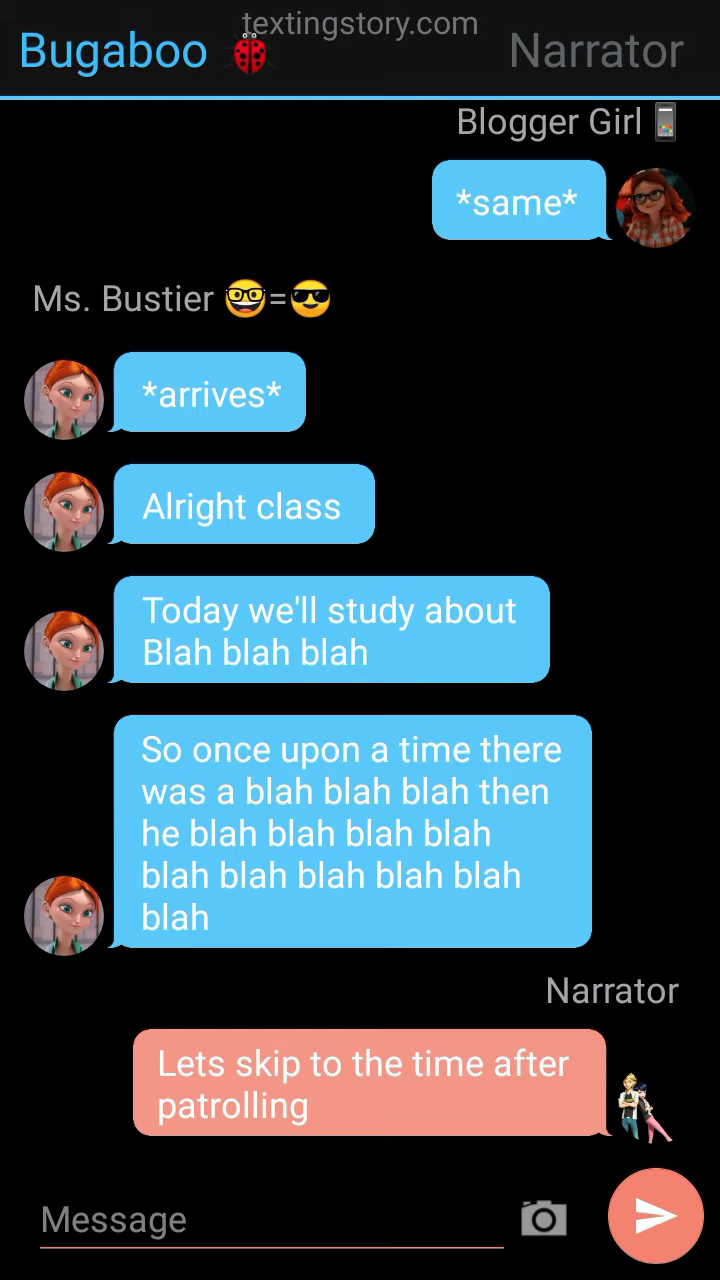 textingstory.com
Bugaboo 🐞 Narrator
Blogger Girl 📱
*same*
Ms. Bustier 🤓=😎
*arrives*
Alright class
Today we'll study about
Blah blah blah
So once upon a time there
was a blah blah blah then
he blah blah blah blah
blah blah blah blah blah
blah
Narrator
Lets skip to the time after
patrolling
Message